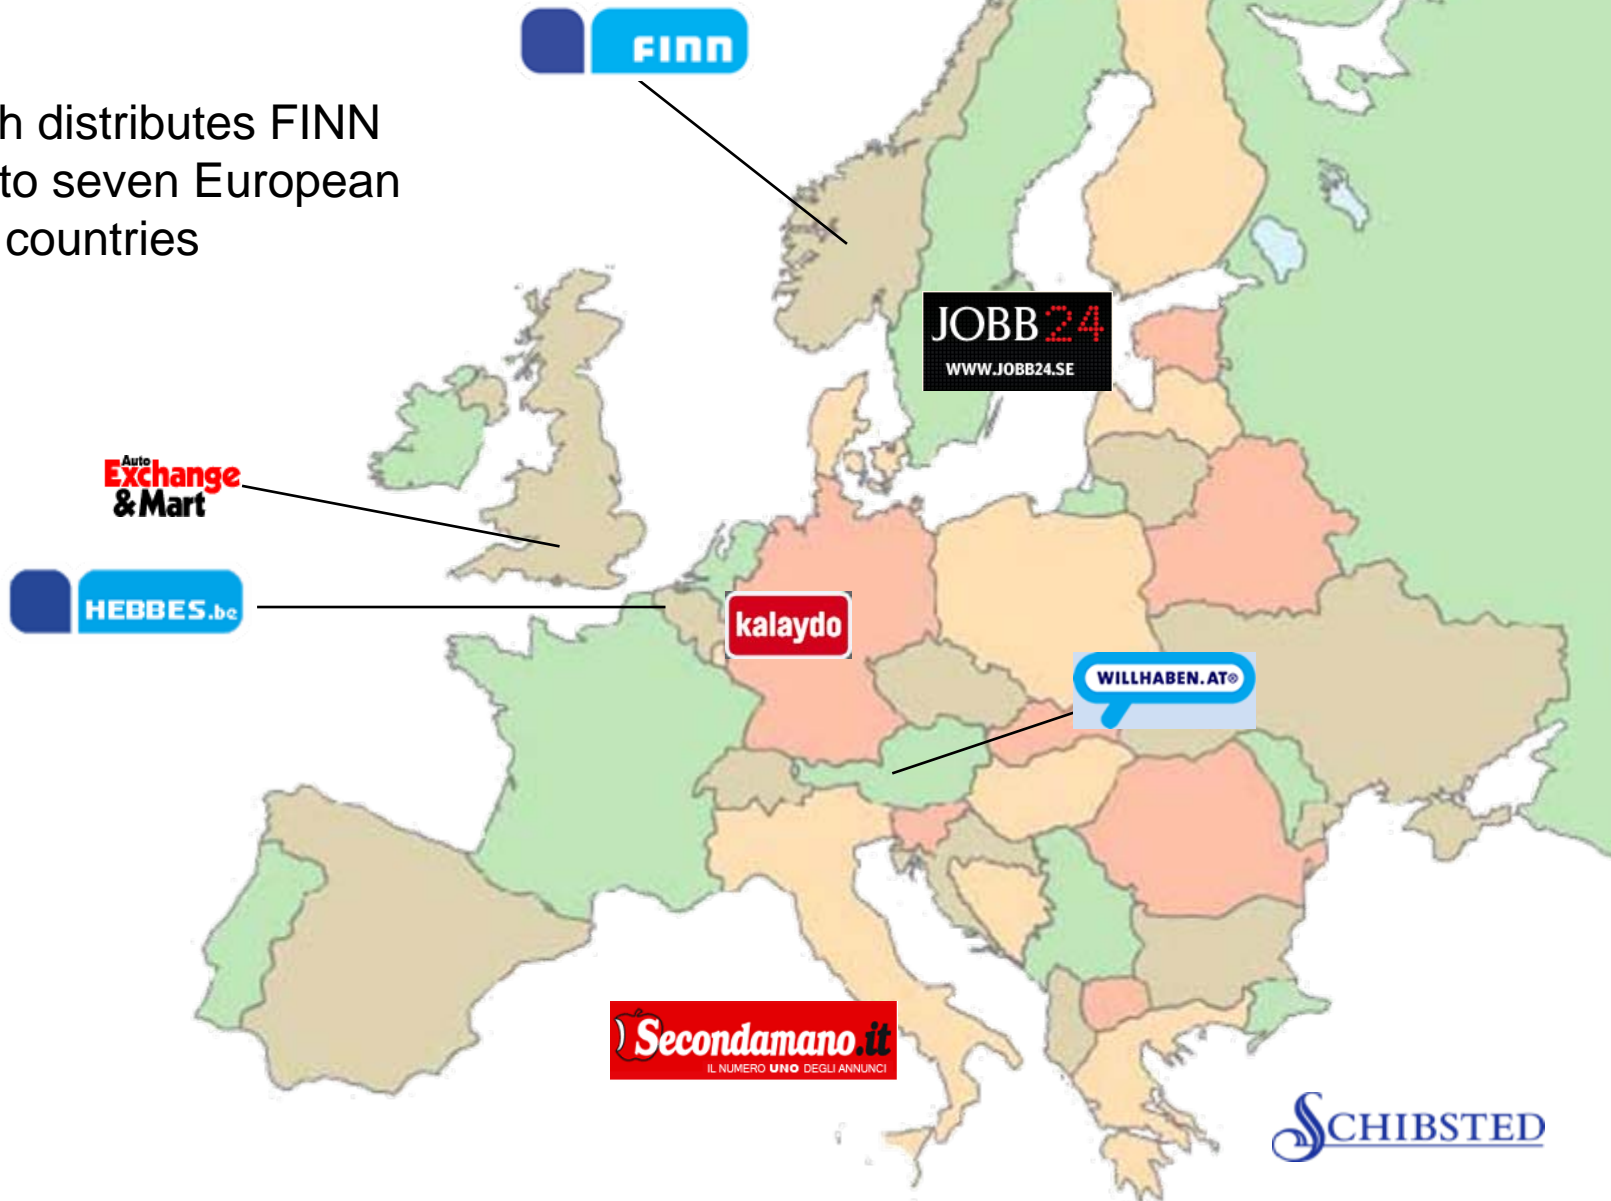 FINN
h distributes FINN
to seven European
countries
JOBB24
WWW.JOBB24.SE
Auto
Exchange
& Mart
HEBBES.be
kalaydo
WILLHABEN.AT®
Secondamano.it
IL NUMERO UNO DEGLI ANNUNCI
SCHIBSTED